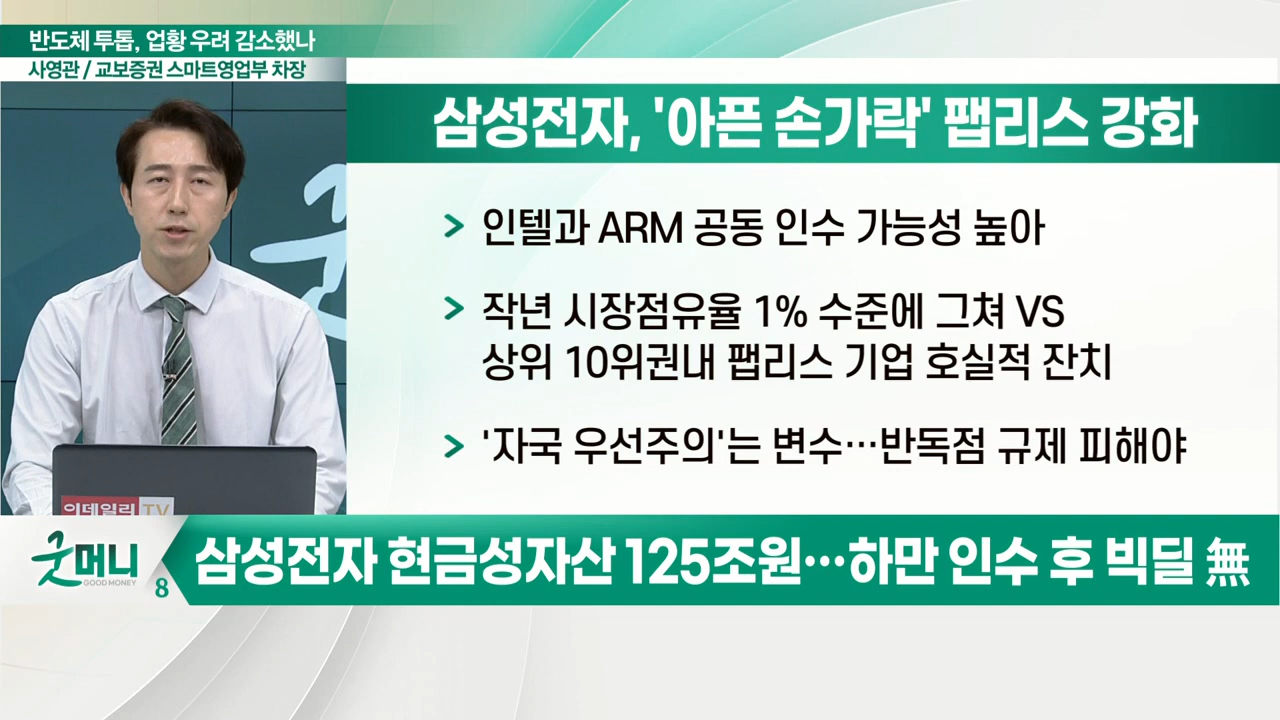 반도체 투톱, 업황 우려 감소했나
사영관 / 교보증권 스마트영업부 차장
삼성전자, '아픈 손가락' 팹리스 강화
> 인텔과 ARM 공동 인수 가능성 높아
> 작년 시장점유율 1% 수준에 그쳐 VS
상위 10위권내 팹리스 기업 호실적 잔치
> '자국 우선주의'는 변수…반독점 규제 피해야
이데일리 TV
굿머니
GOOD MONEY
8
삼성전자 현금성자산 125조원…하만 인수 후 빅딜 無